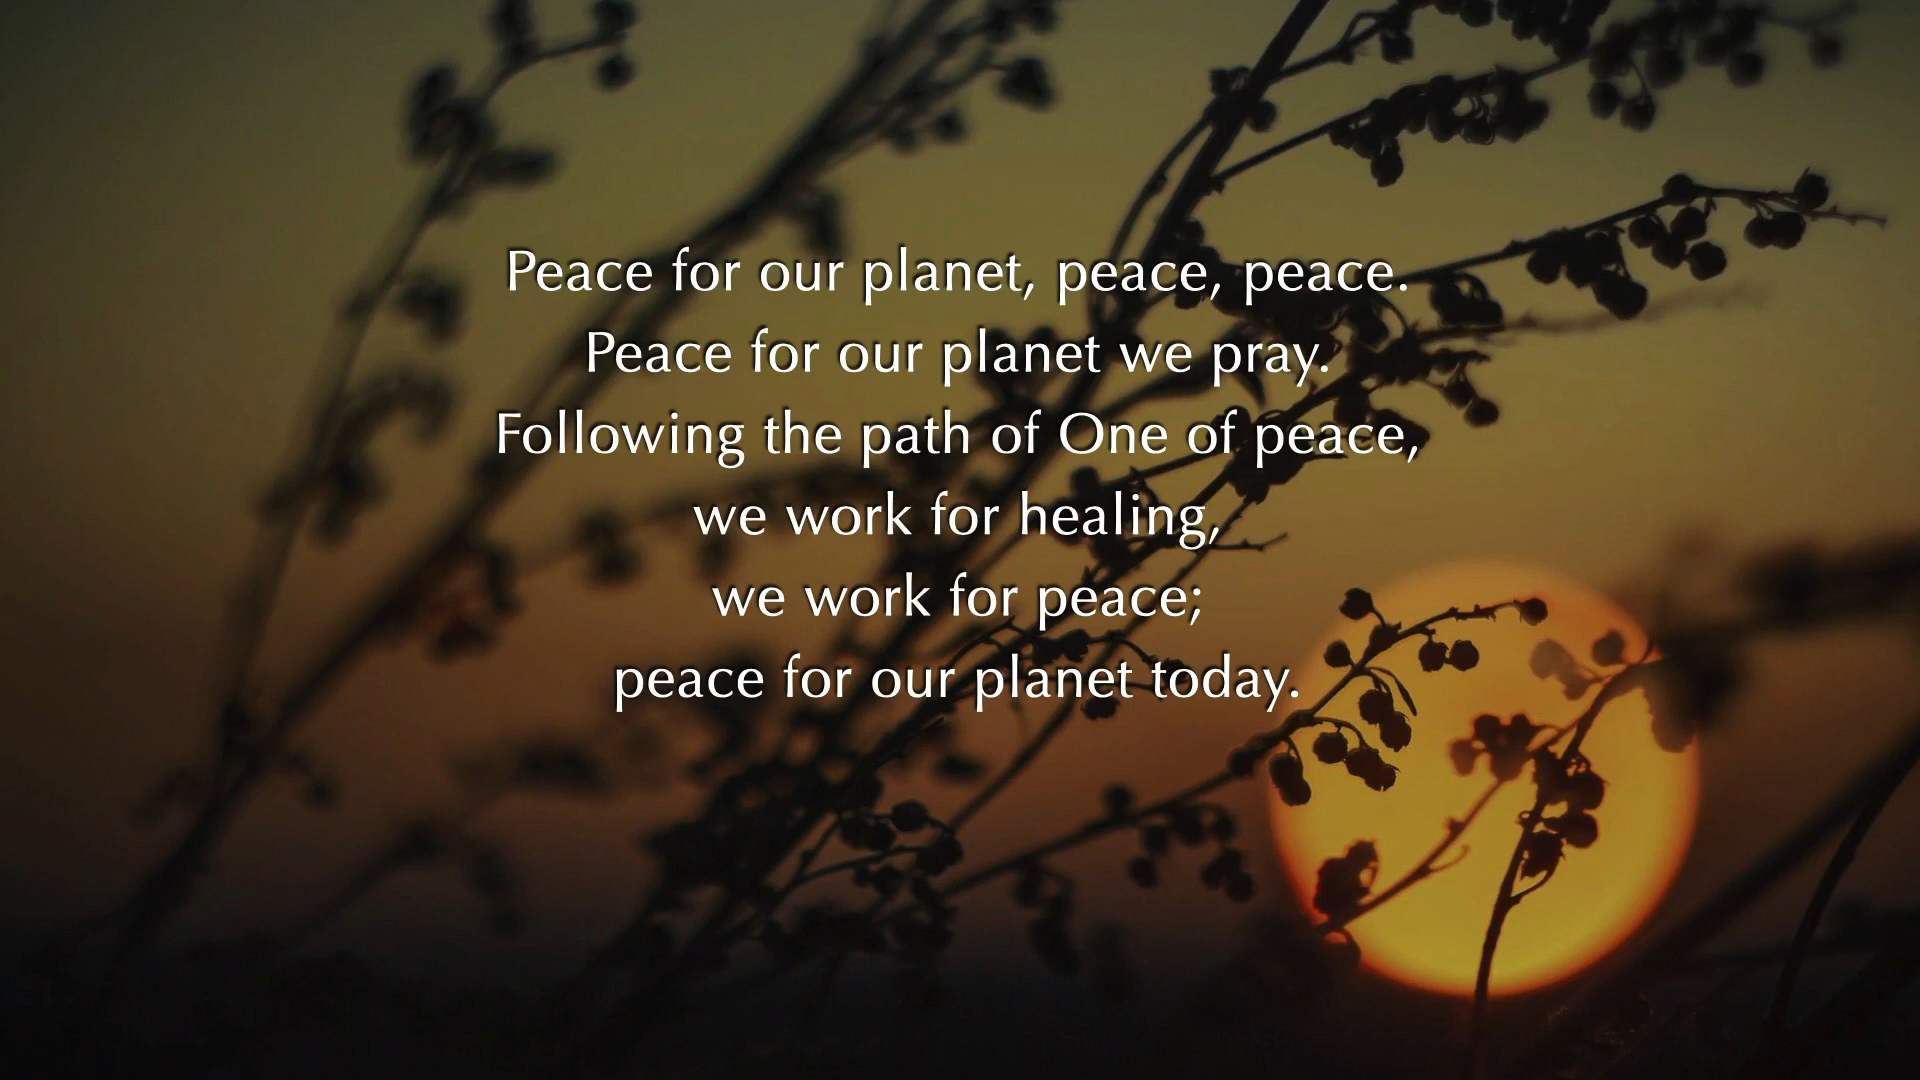 Peace for our planet, peace, peace.
Peace for our planet we pray.
Following the path of One of peace,
we work for healing,
we work for peace;
peace for our planet today.